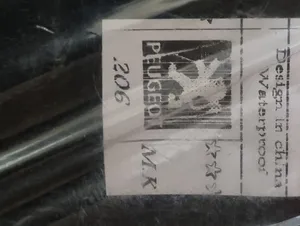 Design in china
Waterproof
PEUGEOT
206
M.K